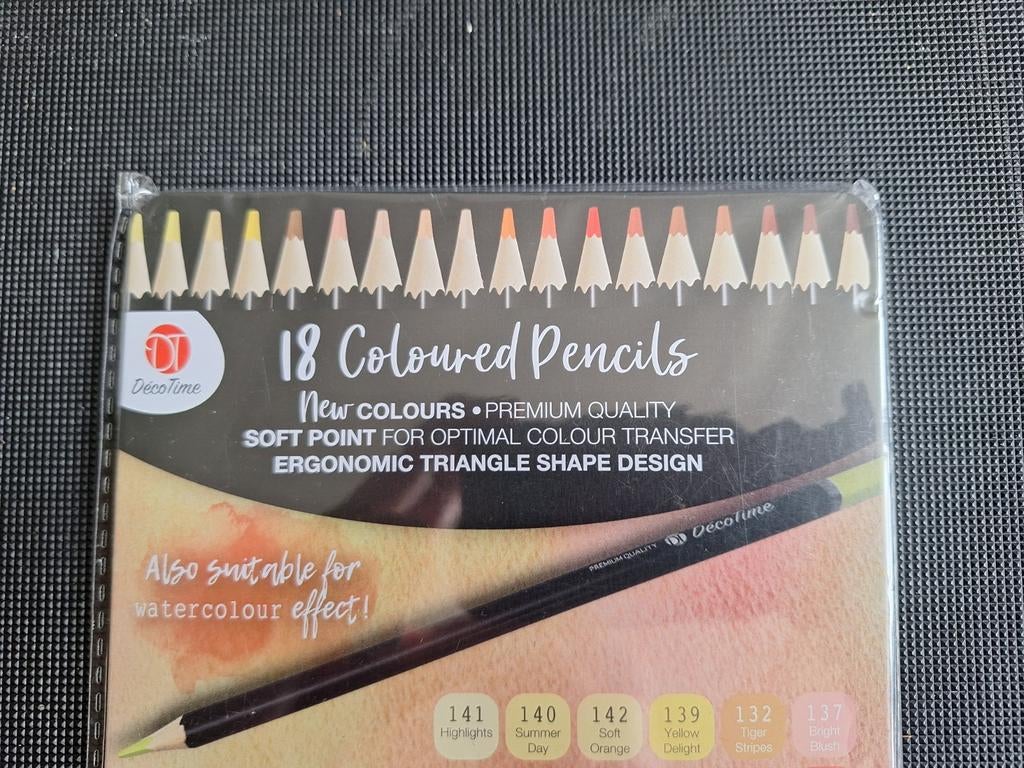 18 Coloured Pencils
DT
DécoTime
New COLOURS • PREMIUM QUALITY
SOFT POINT FOR OPTIMAL COLOUR TRANSFER
ERGONOMIC TRIANGLE SHAPE DESIGN
PREMIUM QUALITY DT DécoTime
Also suitable for
watercolour effect!
141 140 142 139 132 137
Highlights Summer Soft Yellow Tiger Bright
Day Orange Delight Stripes Blush